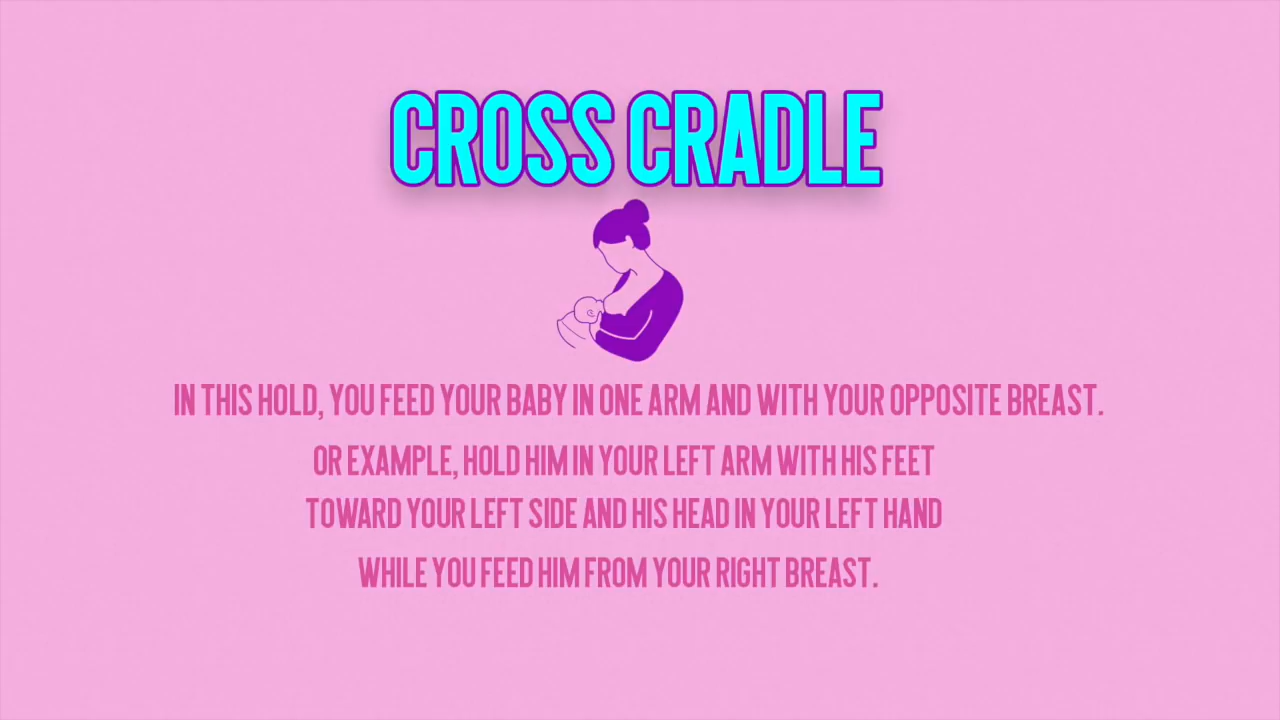 CROSS CRADLE
IN THIS HOLD, YOU FEED YOUR BABY IN ONE ARM AND WITH YOUR OPPOSITE BREAST.
OR EXAMPLE, HOLD HIM IN YOUR LEFT ARM WITH HIS FEET
TOWARD YOUR LEFT SIDE AND HIS HEAD IN YOUR LEFT HAND
WHILE YOU FEED HIM FROM YOUR RIGHT BREAST.